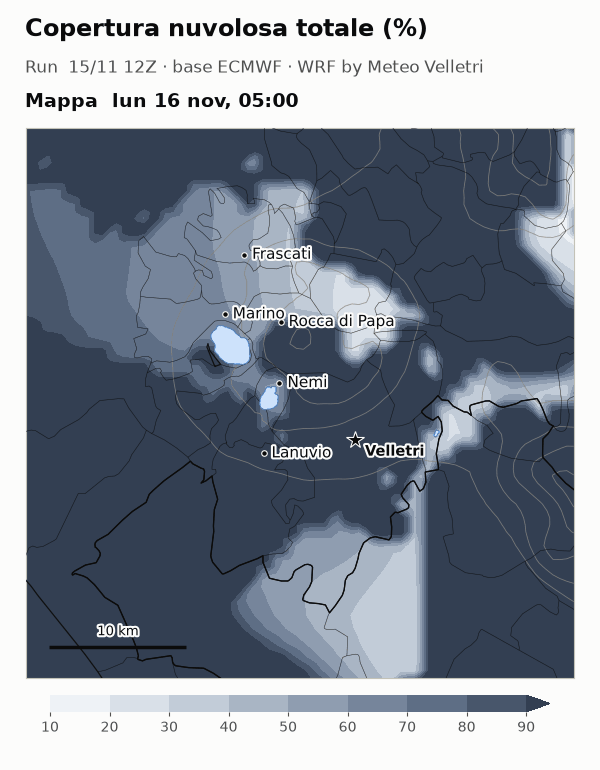 Copertura nuvolosa totale (%)
Run  15/11 12Z · base ECMWF · WRF by Meteo Velletri
Mappa  lun 16 nov, 05:00
Frascati
Marino
Rocca di Papa
Nemi
Velletri
Lanuvio
10 km
10 20 30 40 50 60 70 80 90